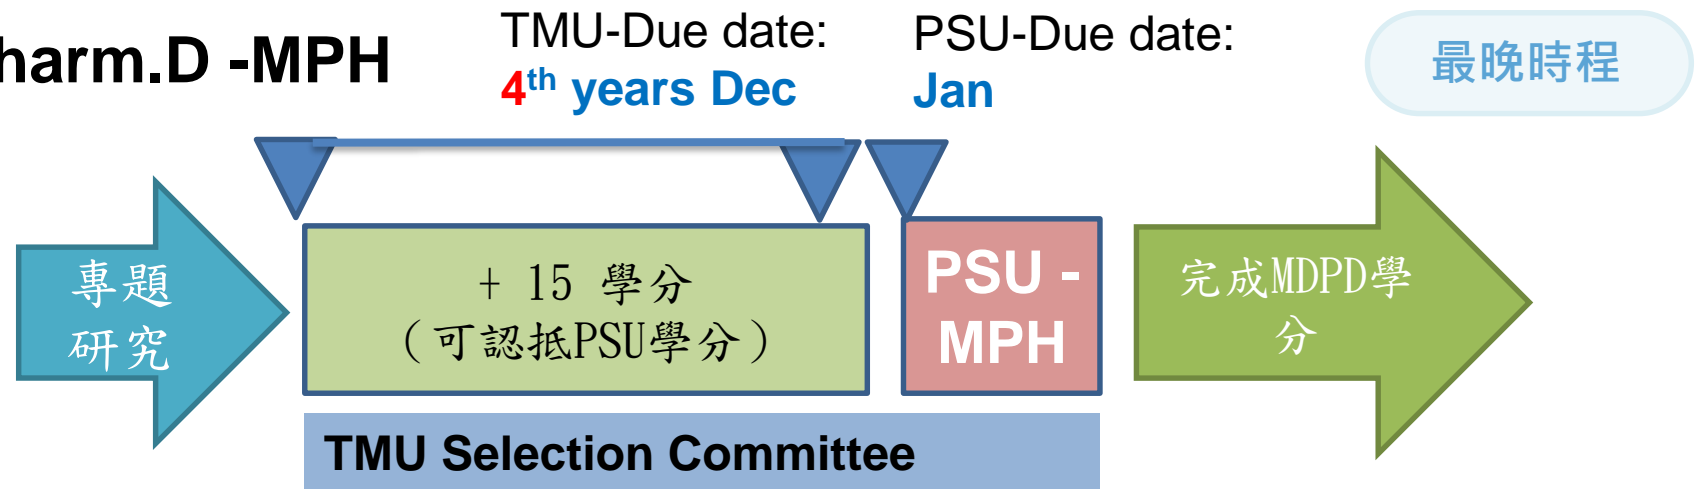 harm.D -MPH
TMU-Due date:
4th years Dec
PSU-Due date:
Jan
最晚時程
專題
研究
+ 15 學分
(可認抵PSU學分)
PSU -
MPH
完成MDPD學
分
TMU Selection Committee